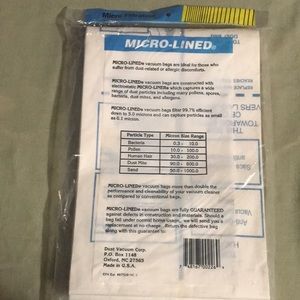 Micro Filtration
MICRO-LINED
MICRO-LINED® vacuum bags are ideal for those who
suffer from dust-related or allergic discomforts.
MICRO-LINED® vacuum bags are constructed with
electrostatic MICRO-LINER® which captures a wide
range of dust particles including many pollens, spores,
bacteria, dust mites, and allergens.
MICRO-LINED® vacuum bags filter 99.7% efficient
down to 5.0 microns and can capture particles as small
as 0.1 micron.
Particle Type Micron Size Range
Bacteria 0.3 - 10.0
Pollen 10.0 - 100.0
Human Hair 30.0 - 200.0
Dust Mite 90.0 - 600.0
Sand 50.0 - 1000.0
MICRO-LINED® vacuum bags more than double the
performance and cleanability of your vacuum cleaner
as compared to conventional bags.
MICRO-LINED® vacuum bags are fully GUARANTEED
against defects in construction and materials. Should a
bag fail under normal home usage, we will send you a
replacement at no charge. Return the defective bag
along with this guarantee to:
Dust Vacuum Corp.
P.O. Box 1148
Oxford, NC 27565
Made in U.S.A.